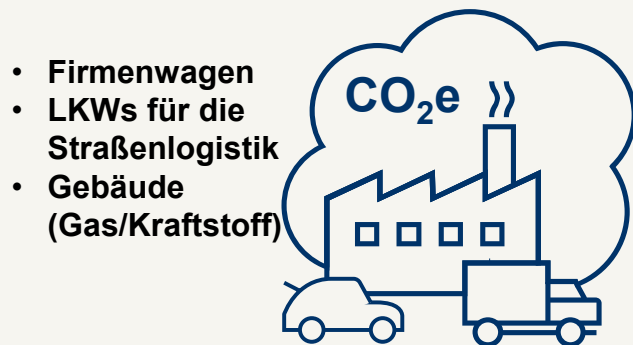 • Firmenwagen
• LKWs für die
Straßenlogistik
• Gebäude
(Gas/Kraftstoff)
CO₂e